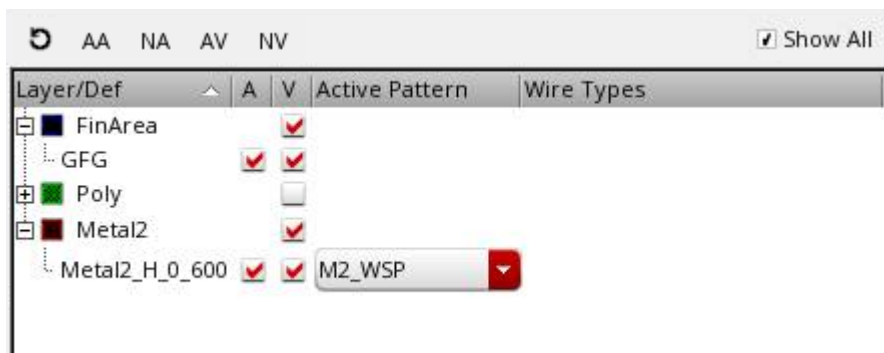 AA NA AV NV Show All
Layer/Def A V Active Pattern Wire Types
FinArea
GFG
Poly
Metal2
Metal2_H_0_600 M2_WSP